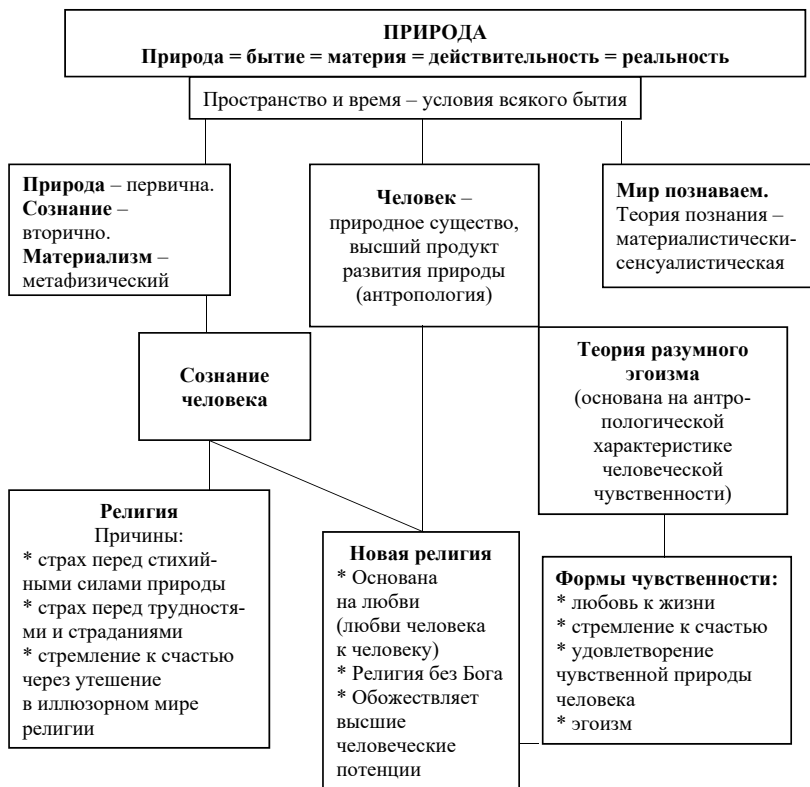 ПРИРОДА
Природа = бытие = материя = действительность = реальность
Пространство и время – условия всякого бытия
Природа – первична.
Сознание –
вторично.
Материализм –
метафизический
Человек –
природное существо,
высший продукт
развития природы
(антропология)
Мир познаваем.
Теория познания –
материалистически-
сенсуалистическая
Сознание
человека
Теория разумного
эгоизма
(основана на антро-
пологической
характеристике
человеческой
чувственности)
Религия
Причины:
* страх перед стихий-
ными силами природы
* страх перед трудностя-
ми и страданиями
* стремление к счастью
через утешение
в иллюзорном мире
религии
Новая религия
* Основана
на любви
(любви человека
к человеку)
* Религия без Бога
* Обожествляет
высшие
человеческие
потенции
Формы чувственности:
* любовь к жизни
* стремление к счастью
* удовлетворение
чувственной природы
человека
* эгоизм